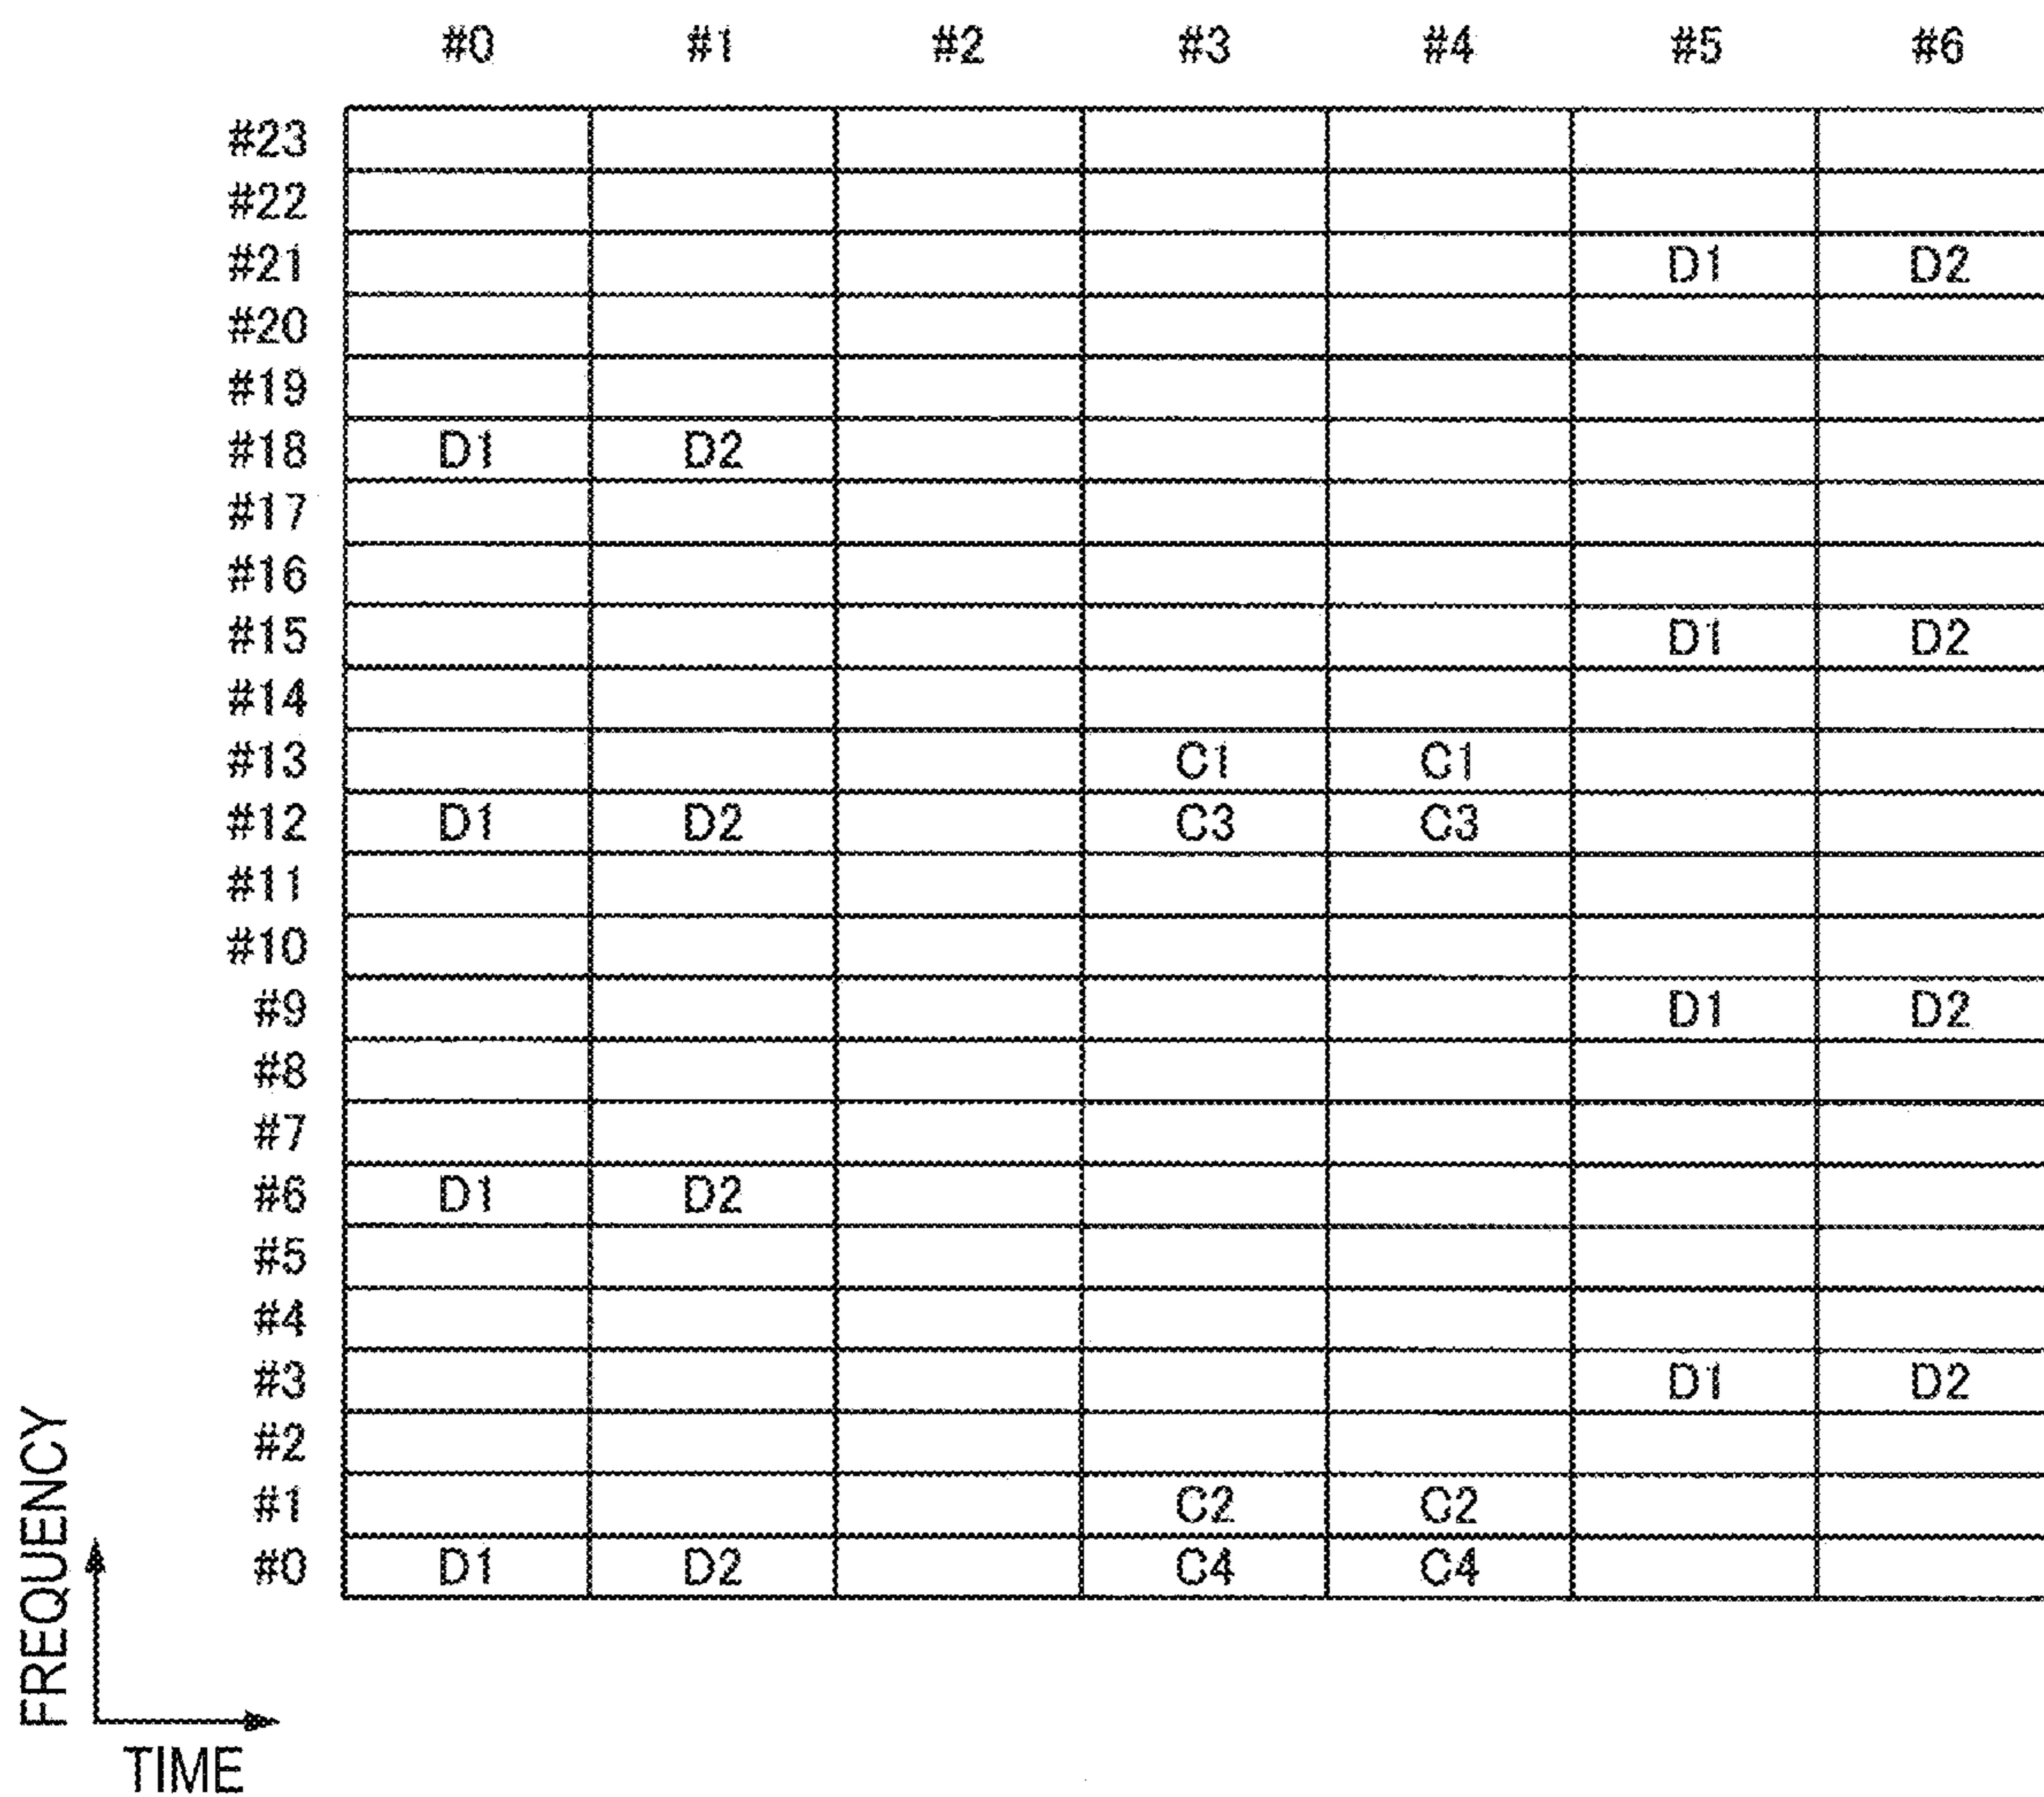 #0 #1 #2 #3 #4 #5 #6
#23
#22
#21 D1 D2
#20
#19
#18 D1 D2
#17
#16
#15 D1 D2
#14
#13 C1 C1
#12 D1 D2 C3 C3
#11
#10
#9 D1 D2
#8
#7
#6 D1 D2
#5
#4
#3 D1 D2
#2
#1 C2 C2
#0 D1 D2 C4 C4
FREQUENCY
TIME